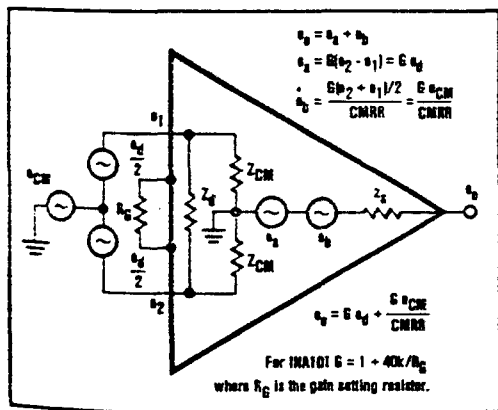 e₀ = eₐ + e_b
eₐ = G(e₂ - e₁) = G e_d
e_b = G(e₂ + e₁)/2 / CMRR = G e_CM / CMRR
e₁
e_d / 2
e_CM
R_G
Z_d
Z_CM
e_d / 2
Z_CM
e₂
eₐ
e_b
Z_s
e₀
e₀ = G e_d + G e_CM / CMRR
For INA101 G = 1 + 40k/R_G
where R_G is the gain setting resistor.